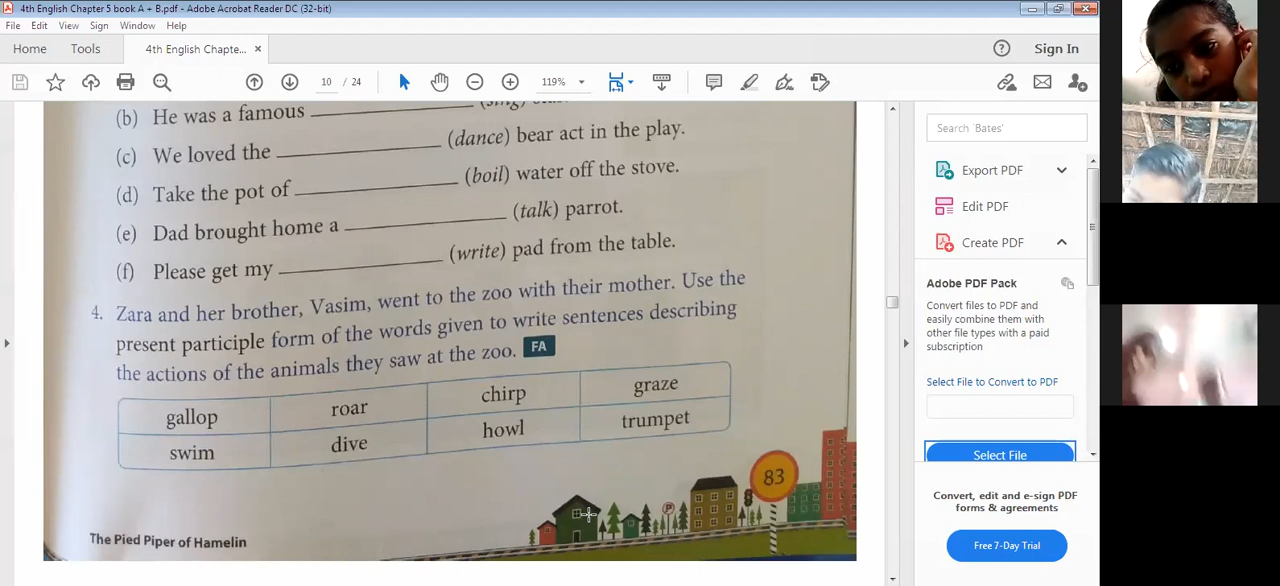 4th English Chapter 5 book A + B.pdf - Adobe Acrobat Reader DC (32-bit)
File Edit View Sign Window Help
Home Tools 4th English Chapte... × Sign In
10 / 24 119%
(b) He was a famous ____________ (sing)
(c) We loved the ____________ (dance) bear act in the play.
(d) Take the pot of ____________ (boil) water off the stove.
(e) Dad brought home a ____________ (talk) parrot.
(f) Please get my ____________ (write) pad from the table.
4. Zara and her brother, Vasim, went to the zoo with their mother. Use the
present participle form of the words given to write sentences describing
the actions of the animals they saw at the zoo. FA
gallop roar chirp graze
swim dive howl trumpet
83
P
The Pied Piper of Hamelin
Search 'Bates'
Export PDF
Edit PDF
Create PDF
Adobe PDF Pack
Convert files to PDF and
easily combine them with
other file types with a paid
subscription
Select File to Convert to PDF
Select File
Convert, edit and e-sign PDF
forms & agreements
Free 7-Day Trial